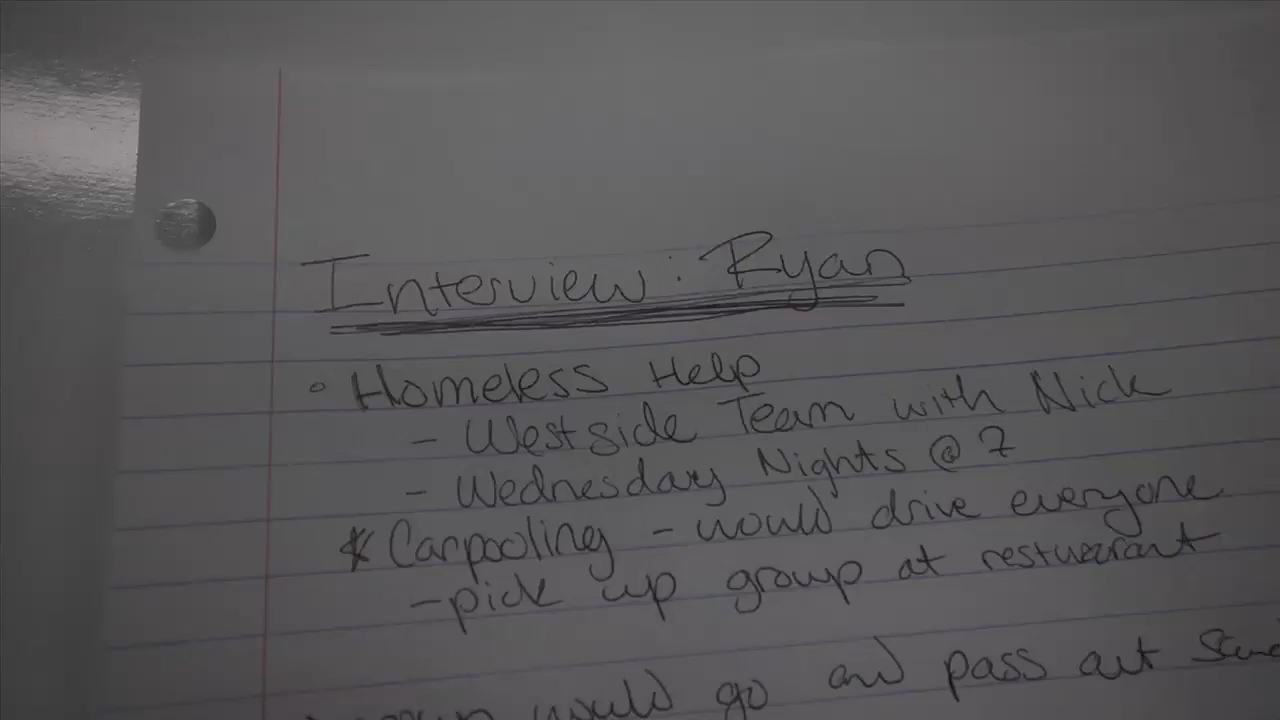 Interview: Ryan
• Homeless Help
- Westside Team with Nick
- Wednesday Nights @ 7
* Carpooling - would drive everyone
- pick up group at restuarant
would go and pass out